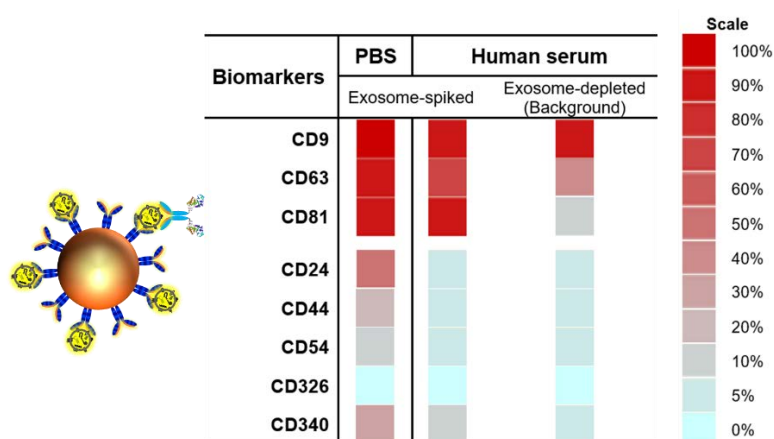 Scale
PBS Human serum
Biomarkers
Exosome-spiked
Exosome-depleted
(Background)
CD9
CD63
CD81
CD24
CD44
CD54
CD326
CD340
100%
90%
80%
70%
60%
50%
40%
30%
20%
10%
5%
0%